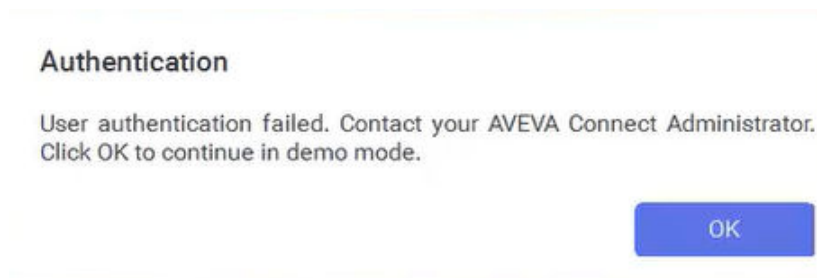 Authentication
User authentication failed. Contact your AVEVA Connect Administrator.
Click OK to continue in demo mode.
OK